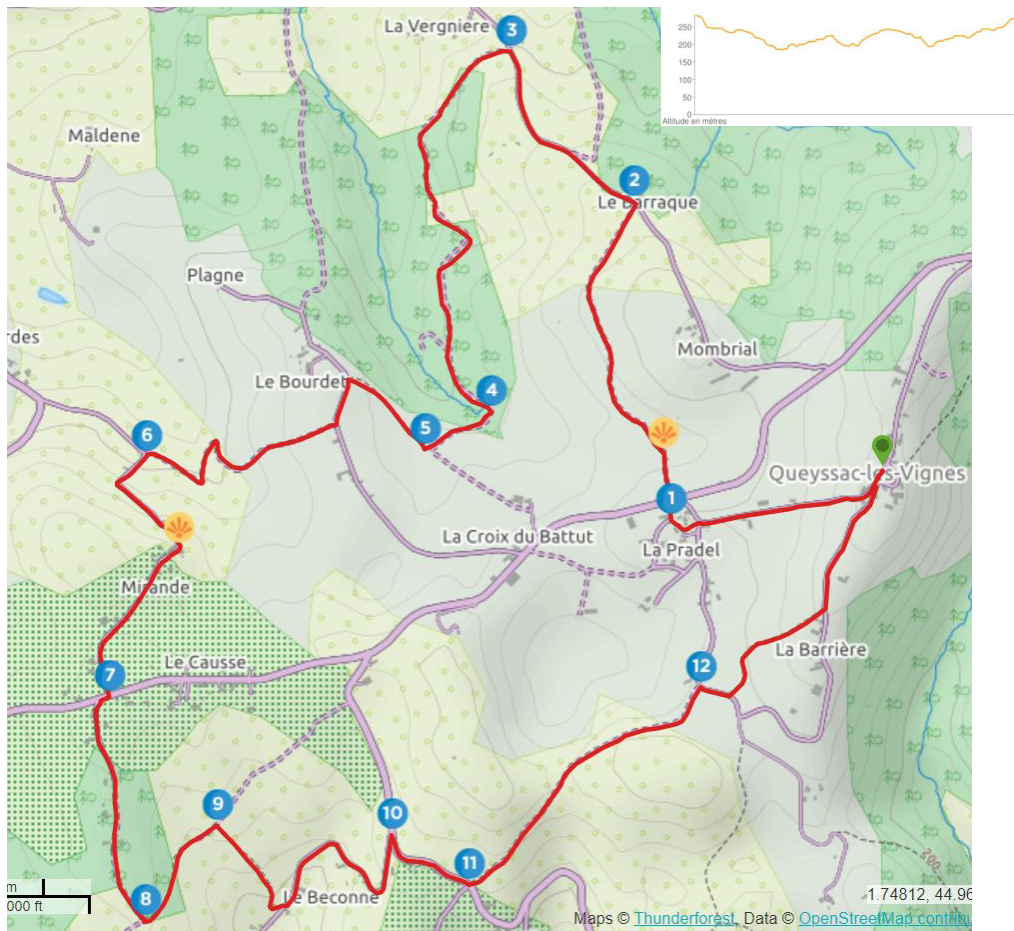 La Vergniere
3
250
200
150
100
50
0
Altitude en mètres
Maldene
2
Le Barraque
Plagne
rdes
Mombrial
Le Bourdet
4
5
6
Queyssac-les-Vignes
1
La Croix du Battut
La Pradel
Mirande
La Barrière
Le Causse
12
7
9
10
200
11
8
Le Beconne
m
000 ft
1.74812, 44.96
Maps © Thunderforest, Data © OpenStreetMap contribu